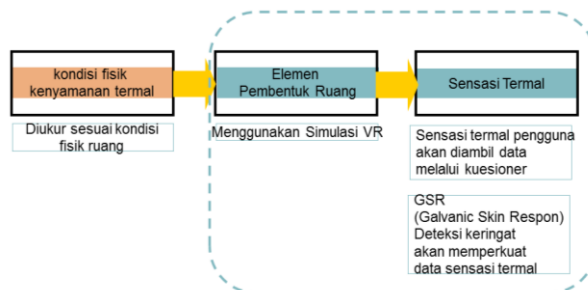 kondisi fisik
kenyamanan termal
Diukur sesuai kondisi
fisik ruang
Elemen
Pembentuk Ruang
Menggunakan Simulasi VR
Sensasi Termal
Sensasi termal pengguna
akan diambil data
melalui kuesioner
GSR
(Galvanic Skin Respon)
Deteksi keringat
akan memperkuat
data sensasi termal